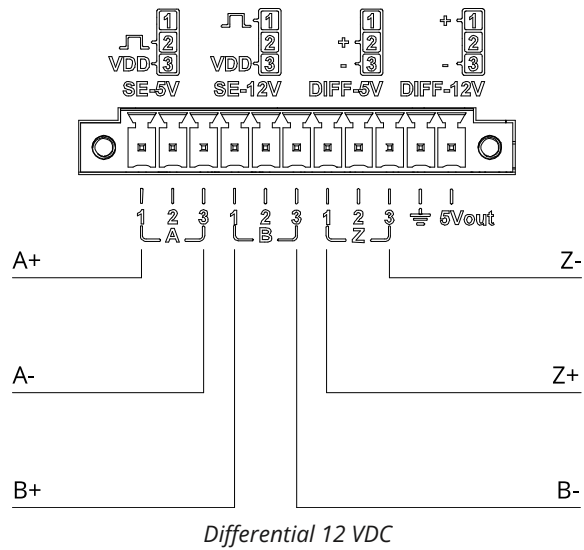 1 1 1 + 1
2 2 + 2 2
VDD 3 VDD 3 - 3 - 3
SE-5V SE-12V DIFF-5V DIFF-12V
1 2 3 1 2 3 1 2 3 5Vout
A B Z
A+ Z-
A- Z+
B+ B-
Differential 12 VDC